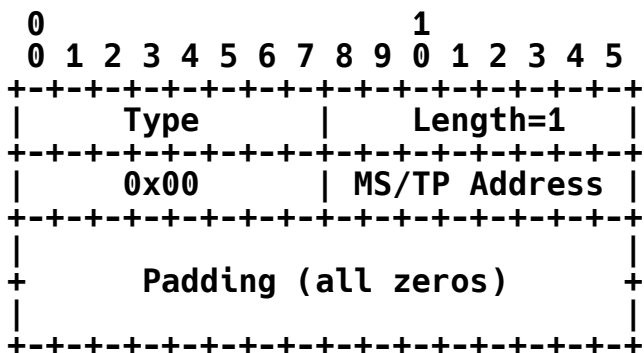 0                   1
 0 1 2 3 4 5 6 7 8 9 0 1 2 3 4 5
+-+-+-+-+-+-+-+-+-+-+-+-+-+-+-+-+
|     Type      |    Length=1   |
+-+-+-+-+-+-+-+-+-+-+-+-+-+-+-+-+
|     0x00      | MS/TP Address |
+-+-+-+-+-+-+-+-+-+-+-+-+-+-+-+-+
|                               |
+      Padding (all zeros)      +
|                               |
+-+-+-+-+-+-+-+-+-+-+-+-+-+-+-+-+